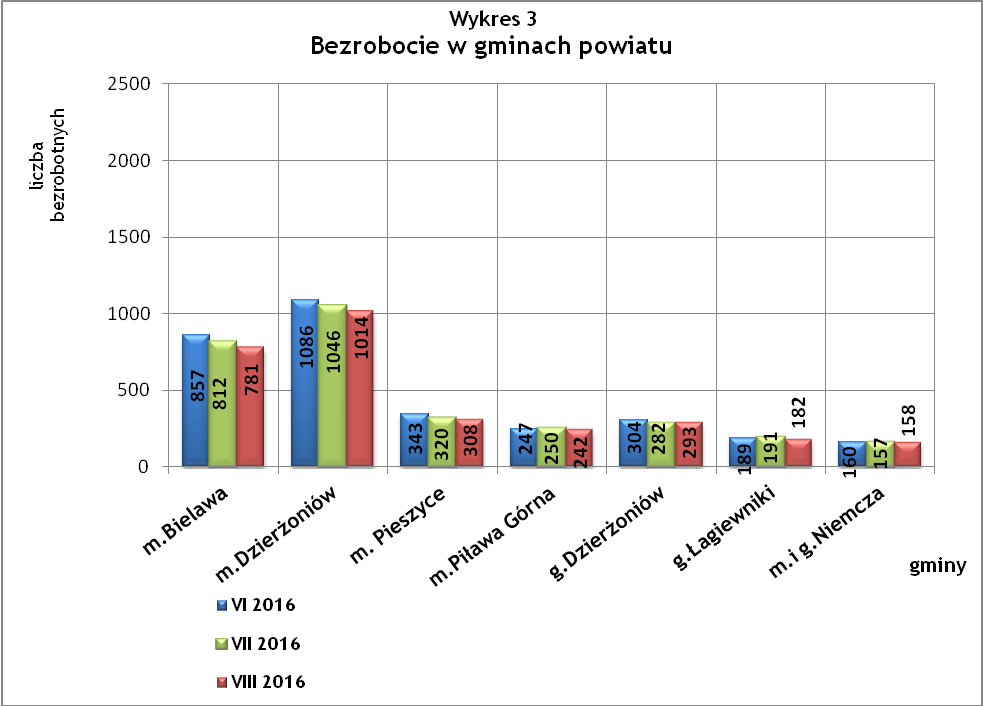 Wykres 3
Bezrobocie w gminach powiatu
liczba
bezrobotnych
2500
2000
1500
1000
500
0
857
812
781
1086
1046
1014
343
320
308
247
250
242
304
282
293
189
191
182
160
157
158
m.Bielawa
m.Dzierżoniów
m. Pieszyce
m.Piława Górna
g.Dzierżoniów
g.Łagiewniki
m.i g.Niemcza
gminy
VI 2016
VII 2016
VIII 2016